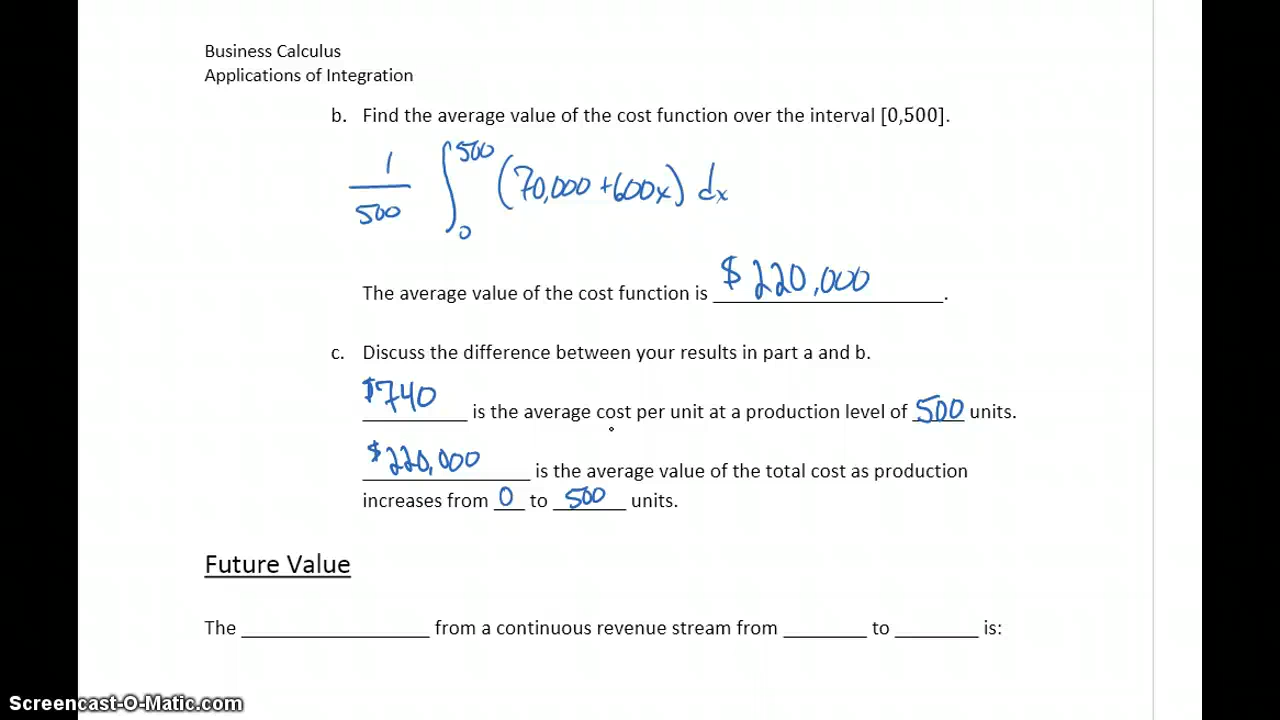 Business Calculus
Applications of Integration
b. Find the average value of the cost function over the interval [0,500].
1/500 ∫₀⁵⁰⁰ (70,000 + 600x) dx
The average value of the cost function is $220,000.
c. Discuss the difference between your results in part a and b.
$740 is the average cost per unit at a production level of 500 units.
$220,000 is the average value of the total cost as production
increases from 0 to 500 units.
Future Value
The ____________________ from a continuous revenue stream from _________ to _________ is:
Screencast-O-Matic.com